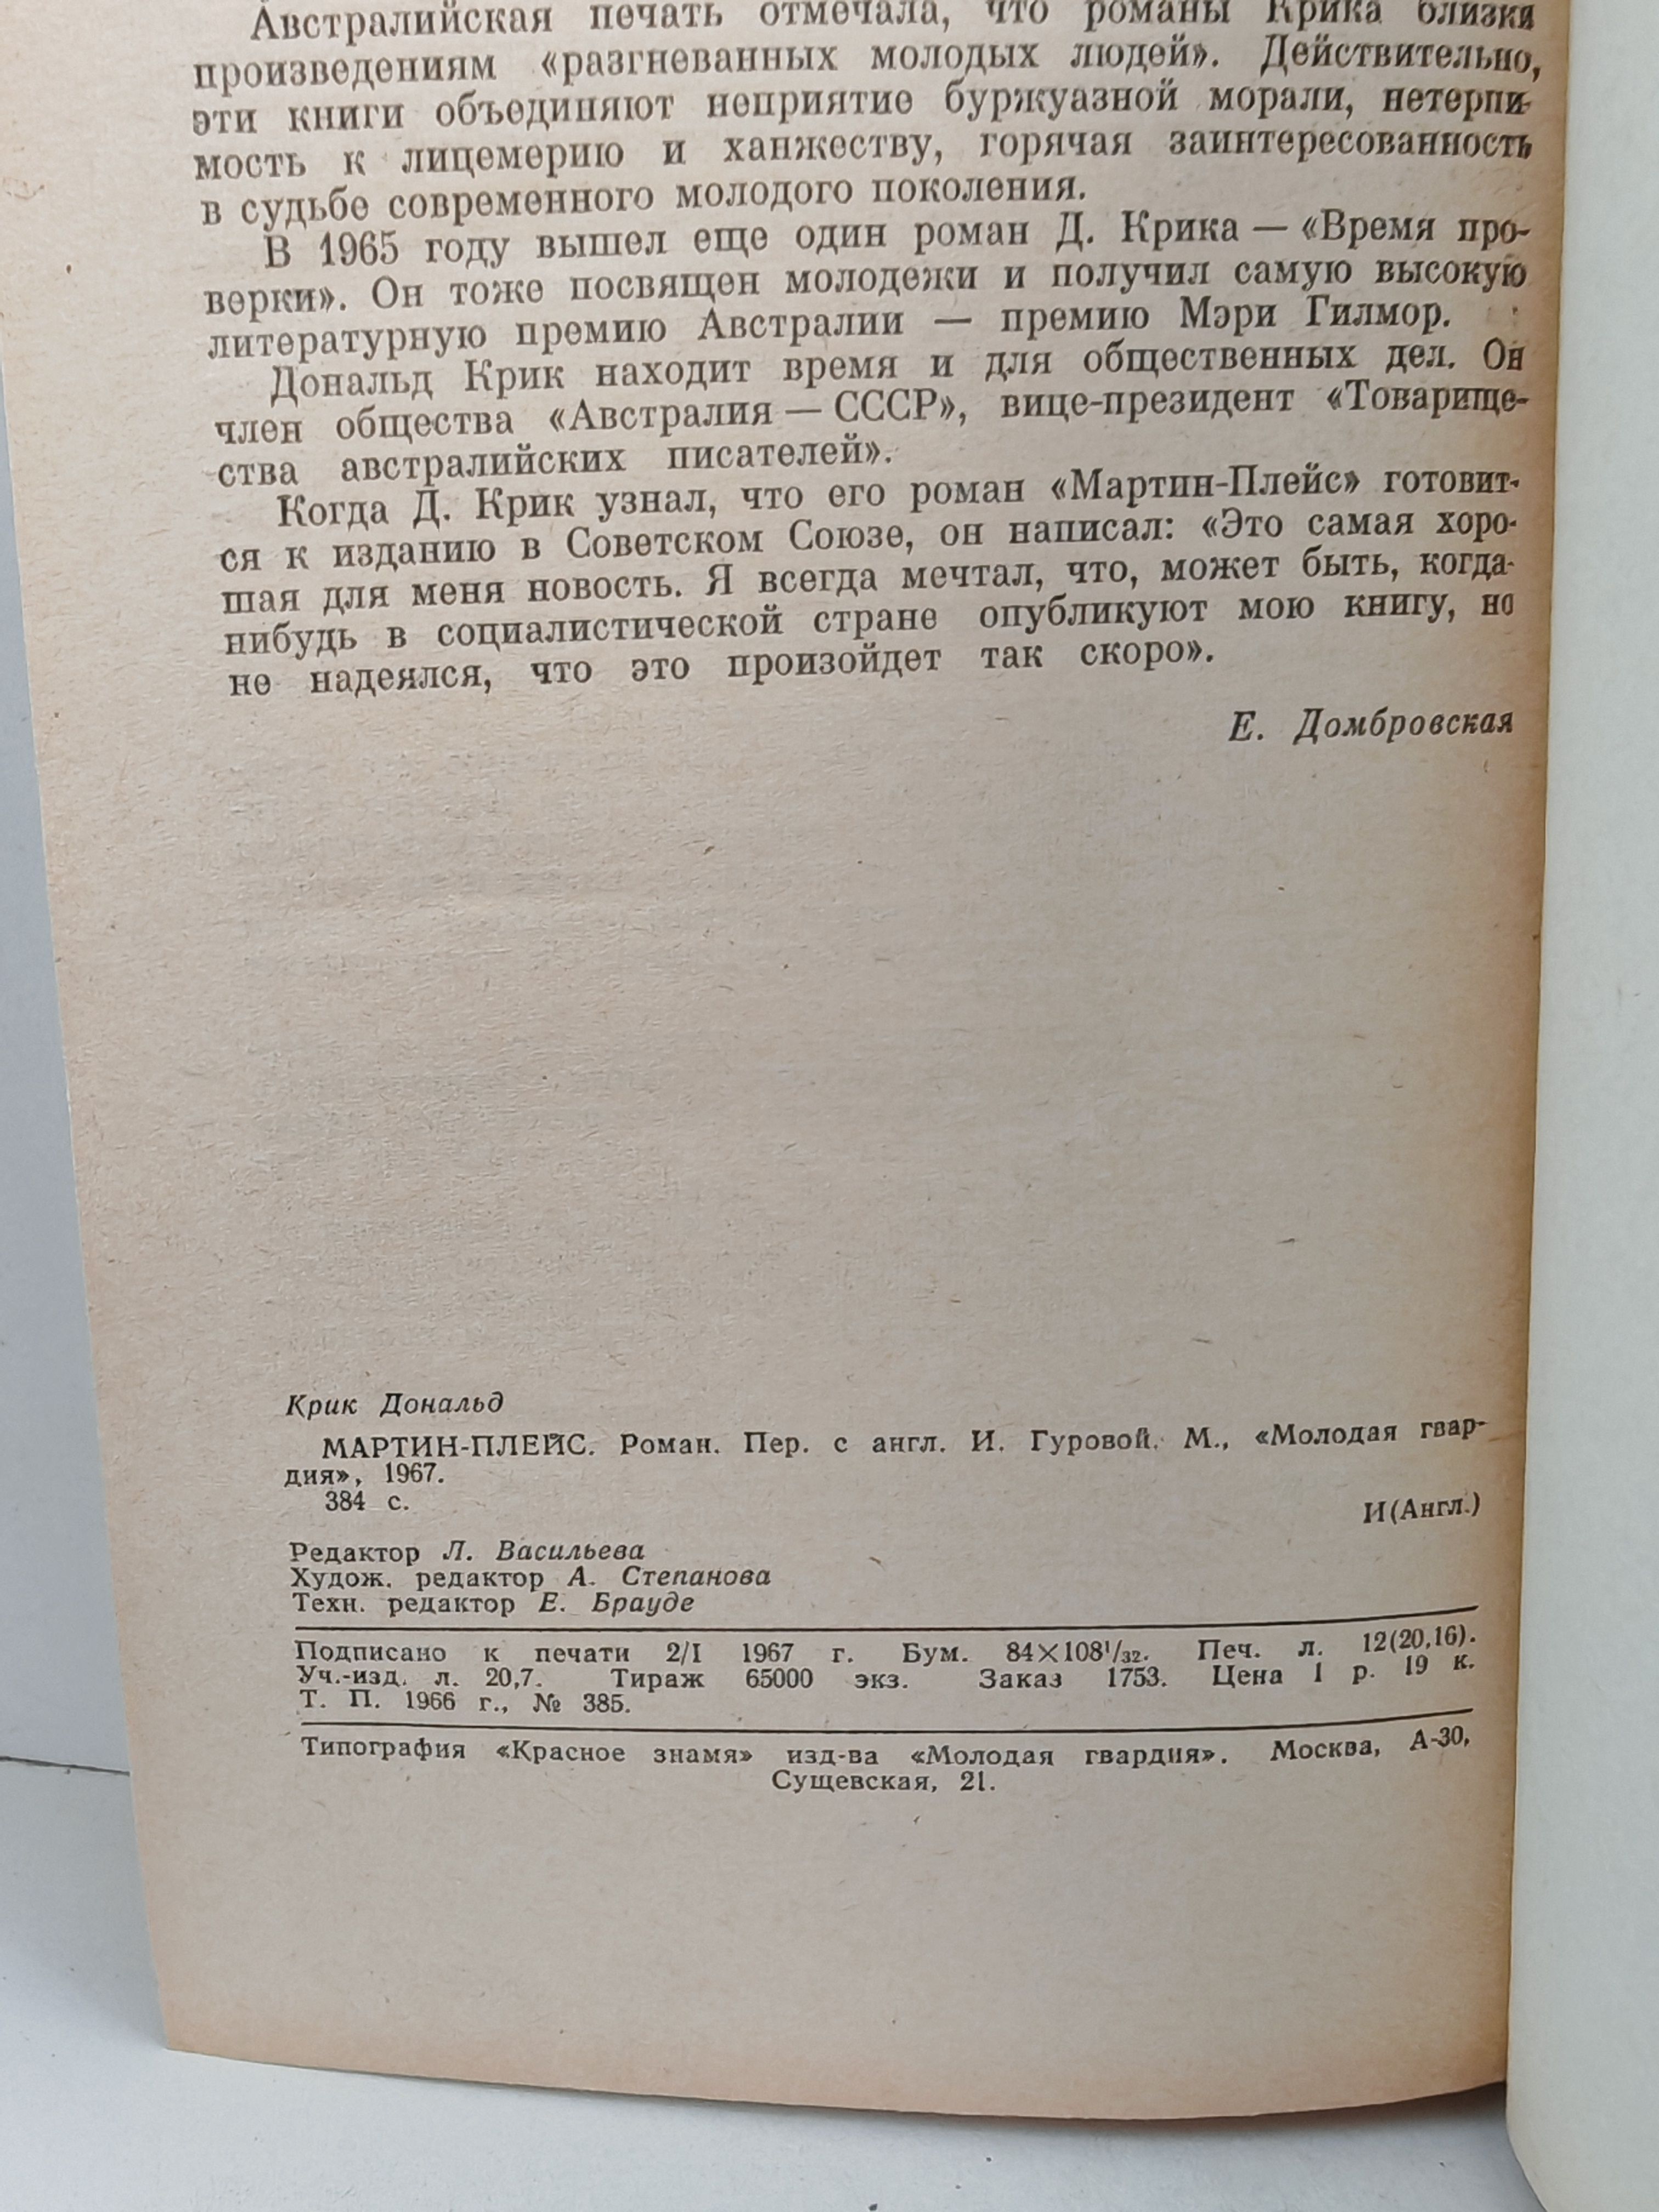 Австралийская печать отмечала, что романы Крика близки
произведениям «разгневанных молодых людей». Действительно,
эти книги объединяют неприятие буржуазной морали, нетерпи-
мость к лицемерию и ханжеству, горячая заинтересованность
в судьбе современного молодого поколения.
В 1965 году вышел еще один роман Д. Крика — «Время про-
верки». Он тоже посвящен молодежи и получил самую высокую
литературную премию Австралии — премию Мэри Гилмор.
Дональд Крик находит время и для общественных дел. Он
член общества «Австралия — СССР», вице-президент «Товарище-
ства австралийских писателей».
Когда Д. Крик узнал, что его роман «Мартин-Плейс» готовит-
ся к изданию в Советском Союзе, он написал: «Это самая хоро-
шая для меня новость. Я всегда мечтал, что, может быть, когда-
нибудь в социалистической стране опубликуют мою книгу, но
не надеялся, что это произойдет так скоро».
Е. Домбровская
Крик Дональд
МАРТИН-ПЛЕЙС. Роман. Пер. с англ. И. Гуровой. М., «Молодая гвар-
дия», 1967.
384 с.
И(Англ.)
Редактор Л. Васильева
Худож. редактор А. Степанова
Техн. редактор Е. Брауде
Подписано к печати 2/I 1967 г. Бум. 84×108¹/₃₂. Печ. л. 12(20,16).
Уч.-изд. л. 20,7. Тираж 65000 экз. Заказ 1753. Цена 1 р. 19 к.
Т. П. 1966 г., № 385.
Типография «Красное знамя» изд-ва «Молодая гвардия». Москва, А-30,
Сущевская, 21.